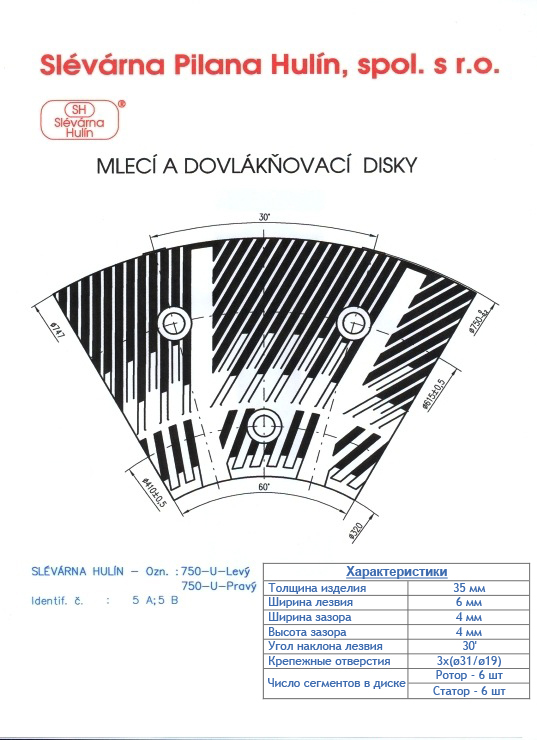 Slévárna Pilana Hulín, spol. s r.o.
SH
®
Slévárna
Hulín
MLECÍ A DOVLÁKŇOVACÍ DISKY
30°
ø747
ø750
ø615±0,5
ø410±0,5
60°
ø320
SLÉVÁRNA HULÍN – Ozn. : 750-U-Levý
750-U-Pravý
Identif. č. : 5 A;5 B
Характеристики
Толщина изделия 35 мм
Ширина лезвия 6 мм
Ширина зазора 4 мм
Высота зазора 4 мм
Угол наклона лезвия 30'
Крепежные отверстия 3x(ø31/ø19)
Число сегментов в диске Ротор - 6 шт
Статор - 6 шт